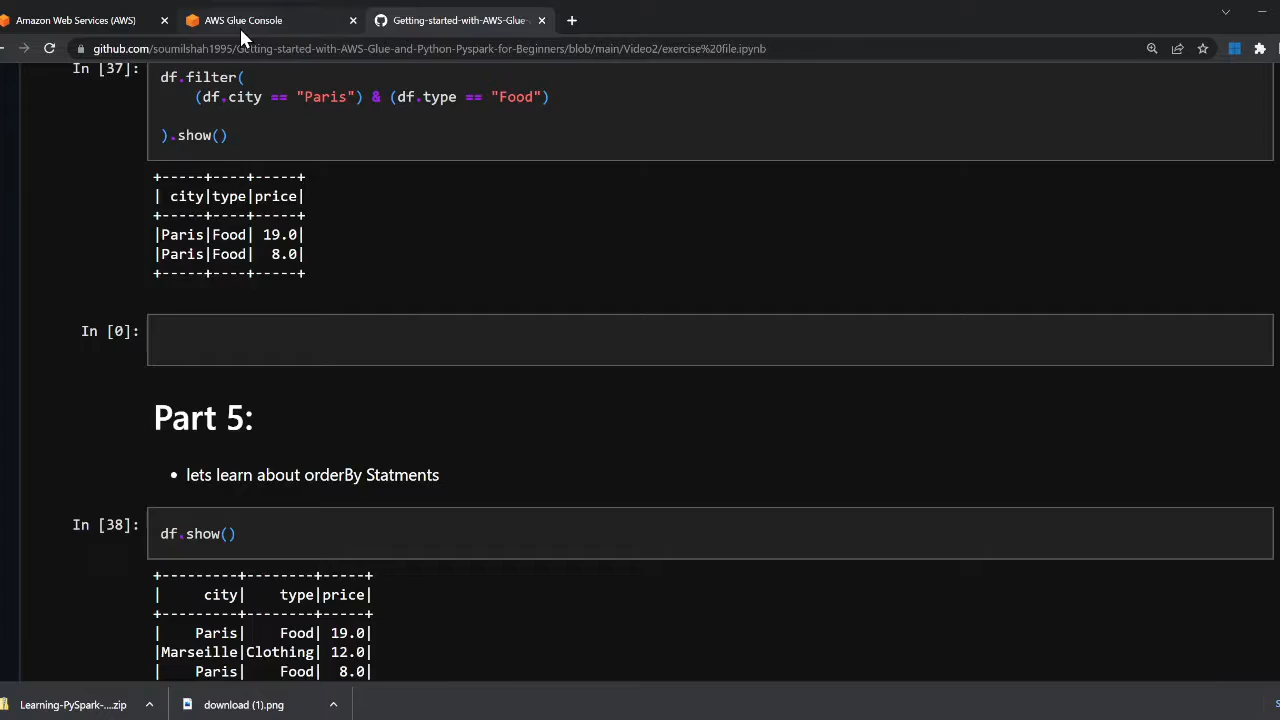 Amazon Web Services (AWS)
AWS Glue Console
Getting-started-with-AWS-Glue-
github.com/soumilshah1995/Getting-started-with-AWS-Glue-and-Python-Pyspark-for-Beginners/blob/main/Video2/exercise%20file.ipynb
In [37]:
df.filter(
(df.city == "Paris") & (df.type == "Food")
).show()
+-----+----+-----+
| city|type|price|
+-----+----+-----+
|Paris|Food| 19.0|
|Paris|Food| 8.0|
+-----+----+-----+
In [0]:
Part 5:
• lets learn about orderBy Statments
In [38]:
df.show()
+---------+--------+-----+
| city| type|price|
+---------+--------+-----+
| Paris| Food| 19.0|
|Marseille|Clothing| 12.0|
| Paris| Food| 8.0|
Learning-PySpark-....zip
download (1).png